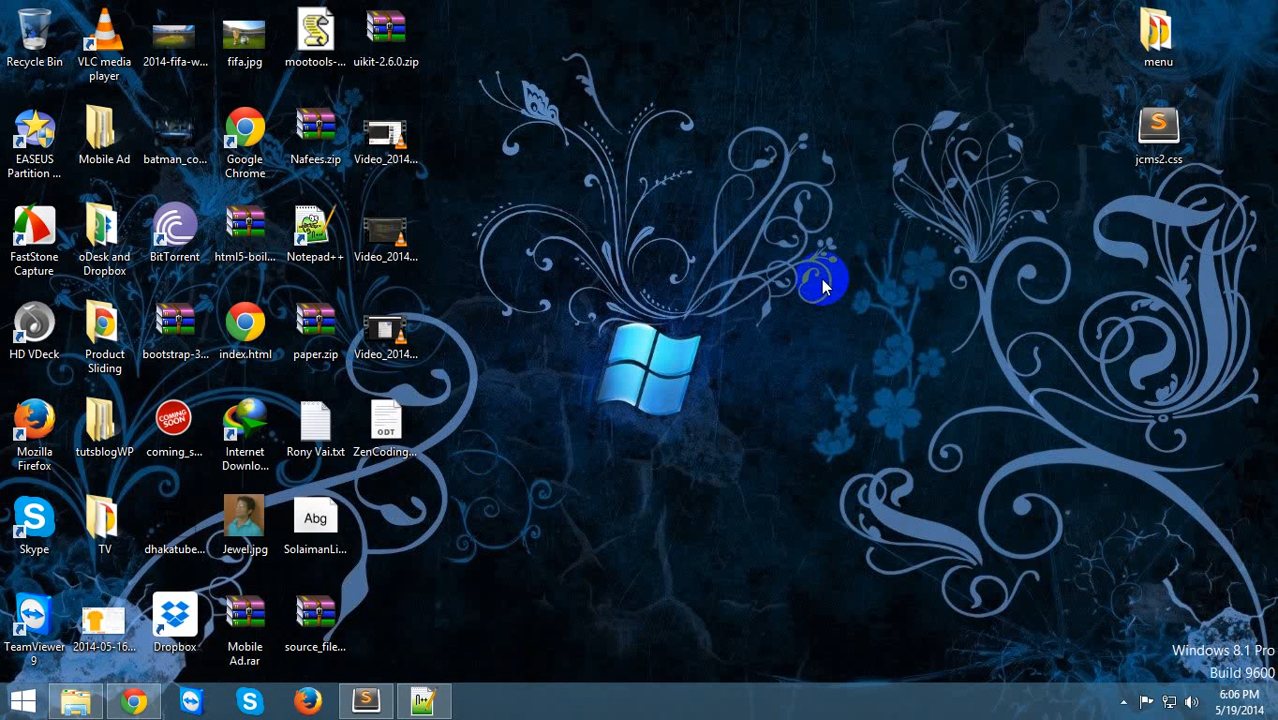 Recycle Bin
VLC media
player
2014-fifa-w...
fifa.jpg
mootools-...
uikit-2.6.0.zip
menu
EASEUS
Partition ...
Mobile Ad
batman_co...
Google
Chrome
Nafees.zip
Video_2014...
S
jcms2.css
FastStone
Capture
oDesk and
Dropbox
BitTorrent
html5-boil...
Notepad++
Video_2014...
HD VDeck
Product
Sliding
bootstrap-3...
index.html
paper.zip
Video_2014...
Mozilla
Firefox
tutsblogWP
COMING
SOON
coming_s...
Internet
Downlo...
Rony Vai.txt
ODT
ZenCoding...
S
Skype
TV
dhakatube...
Jewel.jpg
Abg
SolaimanLi...
TeamViewer
9
2014-05-16...
Dropbox
Mobile
Ad.rar
source_file...
Windows 8.1 Pro
Build 9600
S
S
N++
6:06 PM
5/19/2014